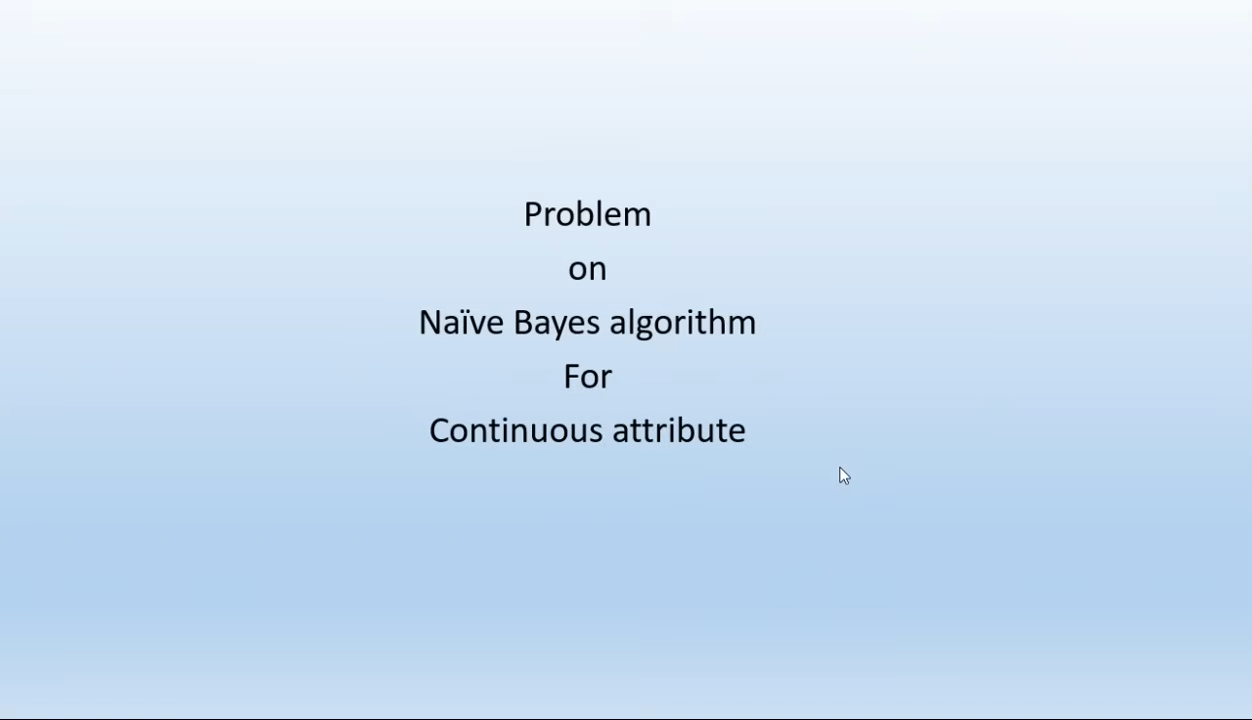 Problem
on
Naïve Bayes algorithm
For
Continuous attribute